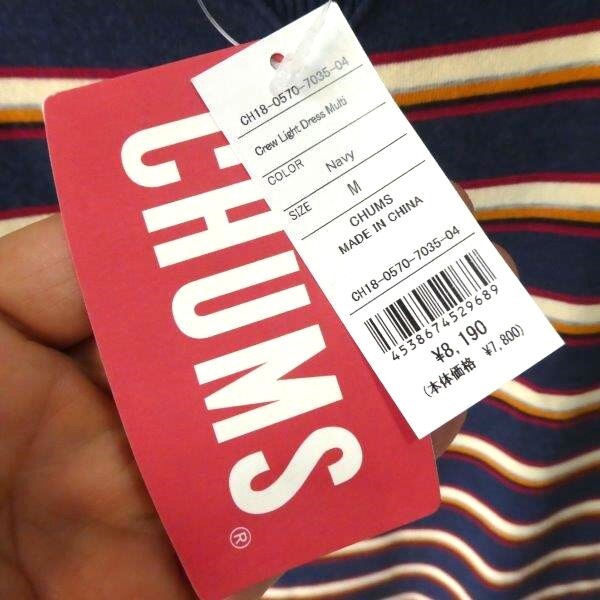 CHUMS
®
CH18-0570-7035-04
Crew Light Dress Multi
COLOR Navy
SIZE M
CHUMS
MADE IN CHINA
CH18-0570-7035-04
4538674529689
¥8,190
(本体価格 ¥7,800)